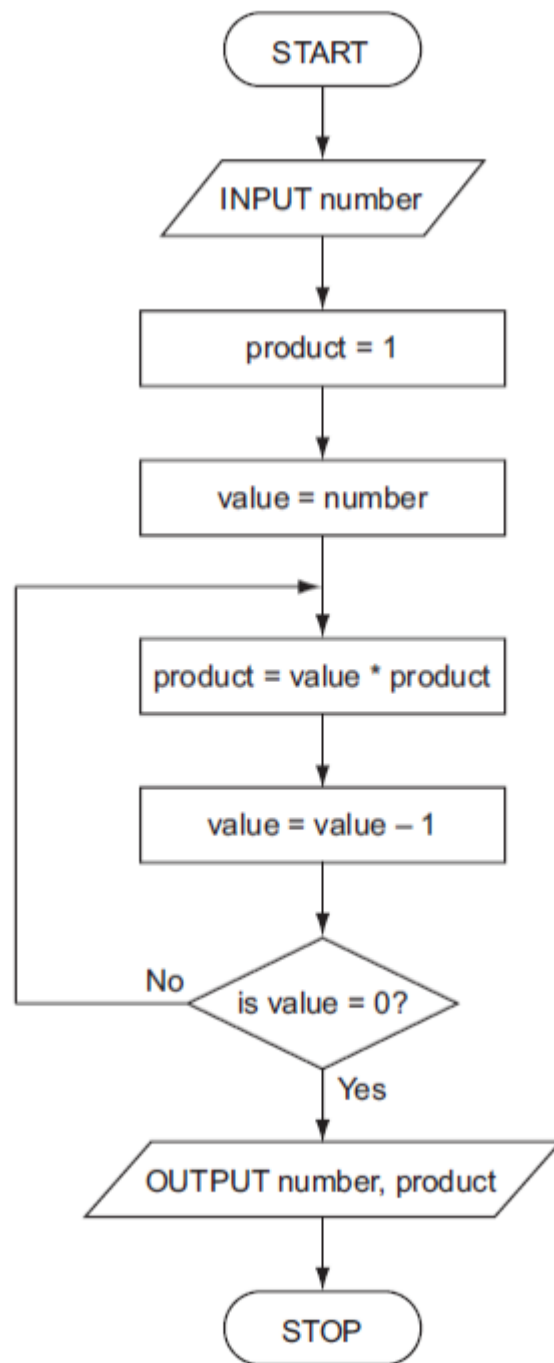 START
INPUT number
product = 1
value = number
product = value * product
value = value – 1
No
is value = 0?
Yes
OUTPUT number, product
STOP